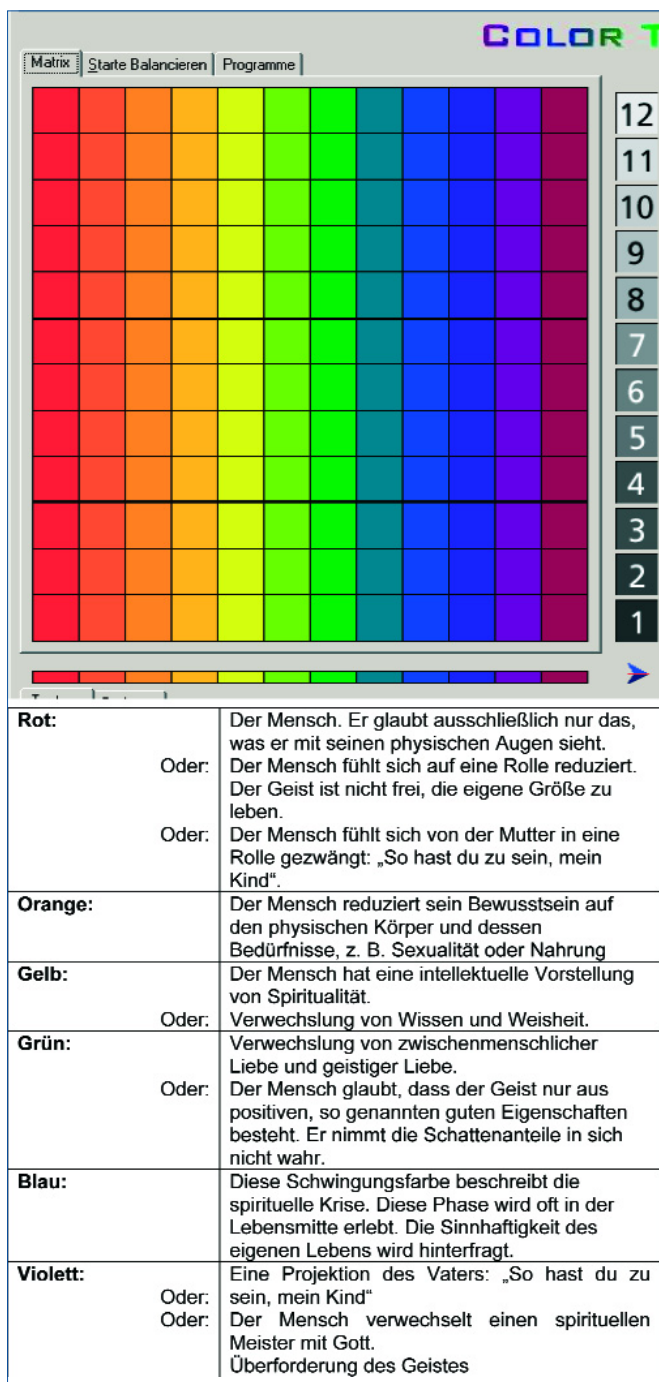 COLOR T
Matrix Starte Balancieren Programme
12
11
10
9
8
7
6
5
4
3
2
1
Rot: Der Mensch. Er glaubt ausschließlich nur das,
was er mit seinen physischen Augen sieht.
Oder: Der Mensch fühlt sich auf eine Rolle reduziert.
Der Geist ist nicht frei, die eigene Größe zu
leben.
Oder: Der Mensch fühlt sich von der Mutter in eine
Rolle gezwängt: „So hast du zu sein, mein
Kind“.
Orange: Der Mensch reduziert sein Bewusstsein auf
den physischen Körper und dessen
Bedürfnisse, z. B. Sexualität oder Nahrung
Gelb: Der Mensch hat eine intellektuelle Vorstellung
von Spiritualität.
Oder: Verwechslung von Wissen und Weisheit.
Grün: Verwechslung von zwischenmenschlicher
Liebe und geistiger Liebe.
Oder: Der Mensch glaubt, dass der Geist nur aus
positiven, so genannten guten Eigenschaften
besteht. Er nimmt die Schattenanteile in sich
nicht wahr.
Blau: Diese Schwingungsfarbe beschreibt die
spirituelle Krise. Diese Phase wird oft in der
Lebensmitte erlebt. Die Sinnhaftigkeit des
eigenen Lebens wird hinterfragt.
Violett: Eine Projektion des Vaters: „So hast du zu
Oder: sein, mein Kind“
Oder: Der Mensch verwechselt einen spirituellen
Meister mit Gott.
Überforderung des Geistes